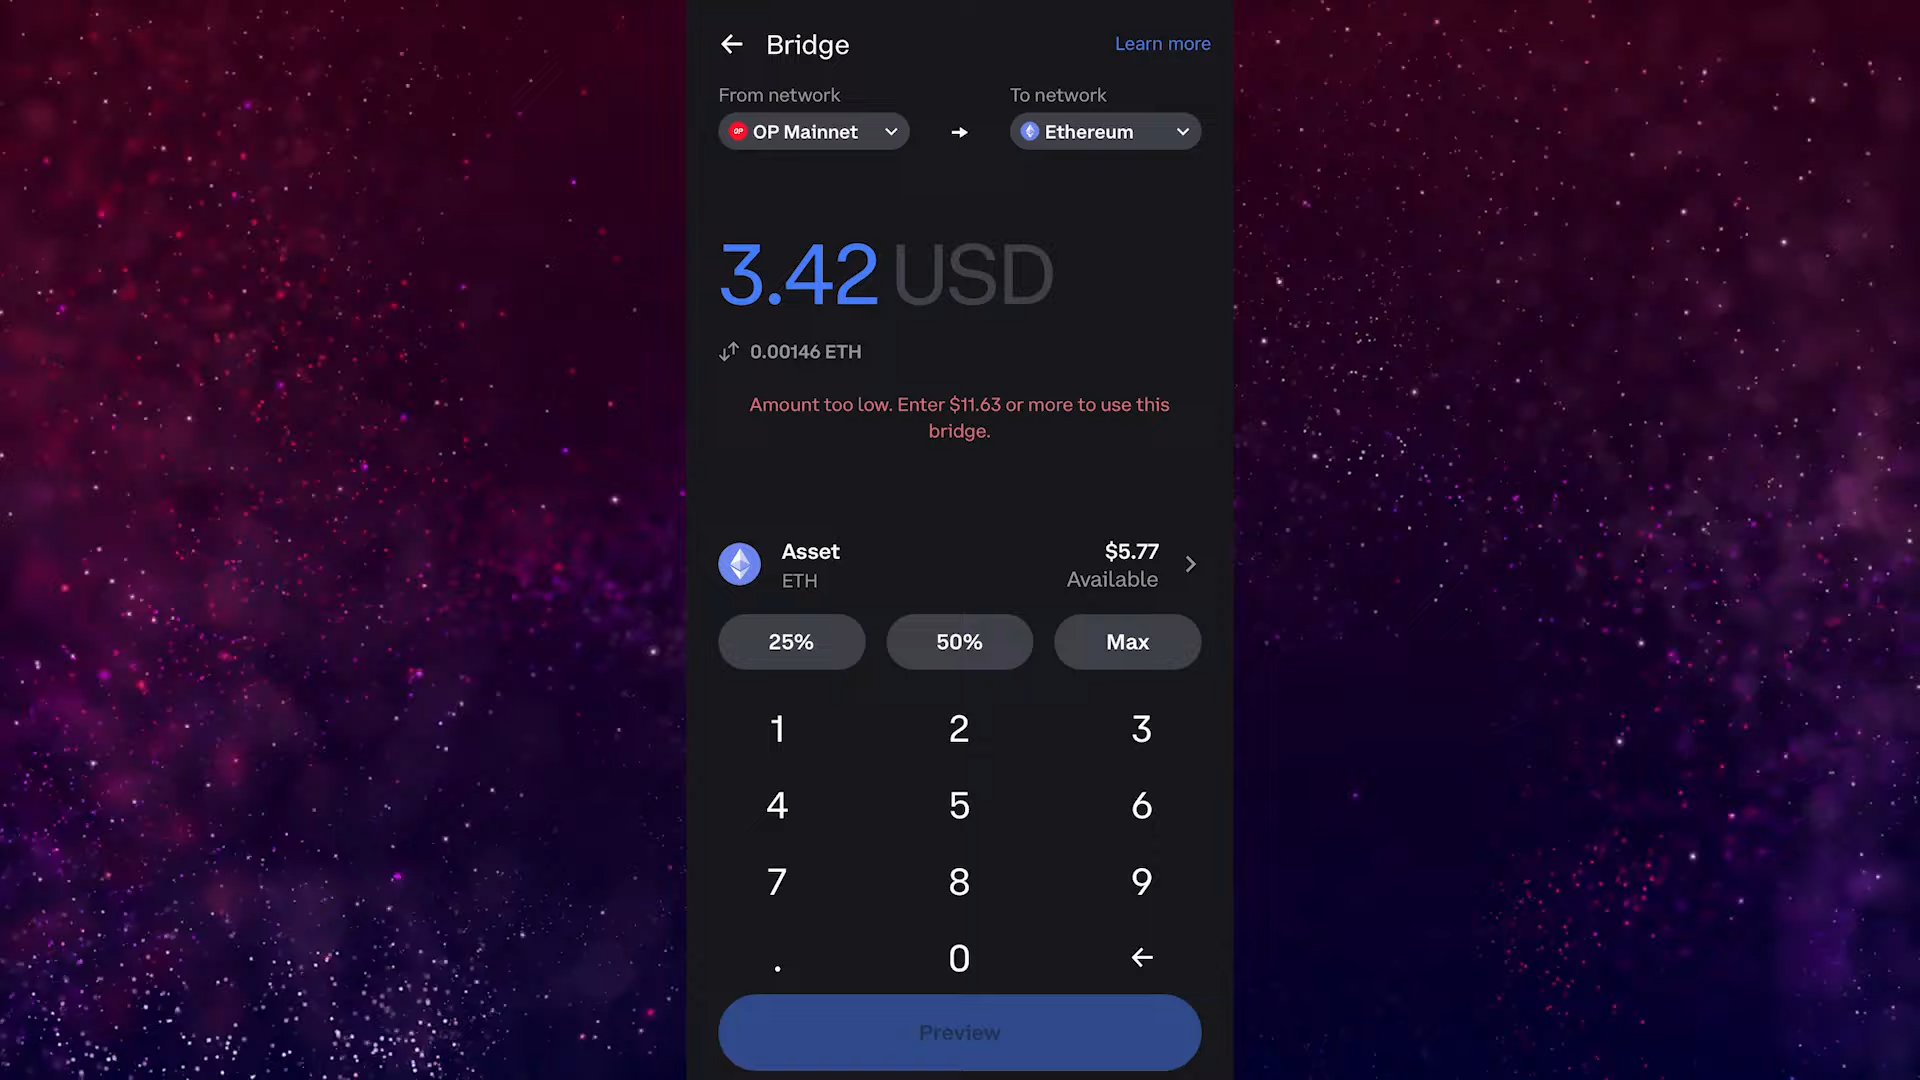 Bridge
Learn more
From network
To network
OP OP Mainnet
Ethereum
3.42 USD
0.00146 ETH
Amount too low. Enter $11.63 or more to use this
bridge.
Asset
$5.77
ETH
Available
25%
50%
Max
1 2 3
4 5 6
7 8 9
. 0
Preview